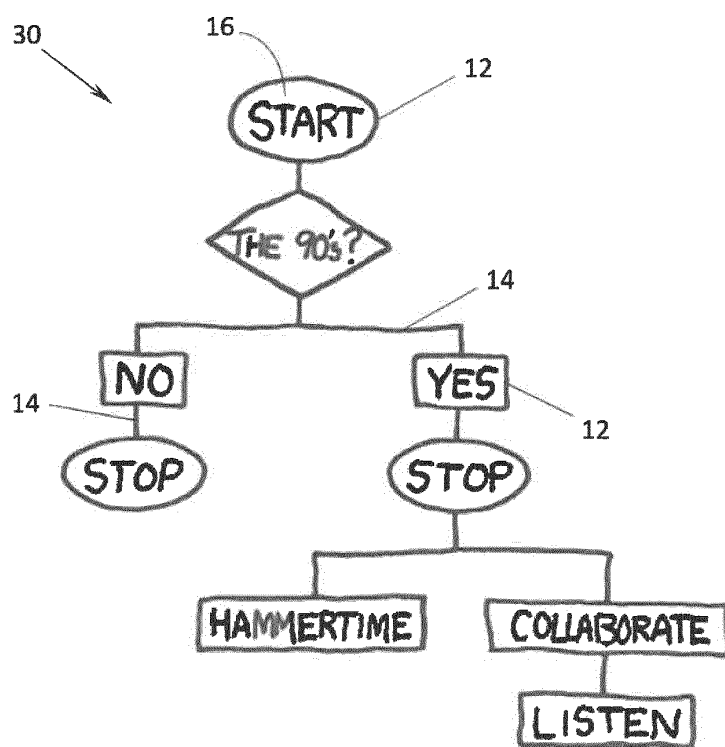 30
16
12
START
THE 90's?
14
NO
YES
14
12
STOP
STOP
HAMMERTIME
COLLABORATE
LISTEN